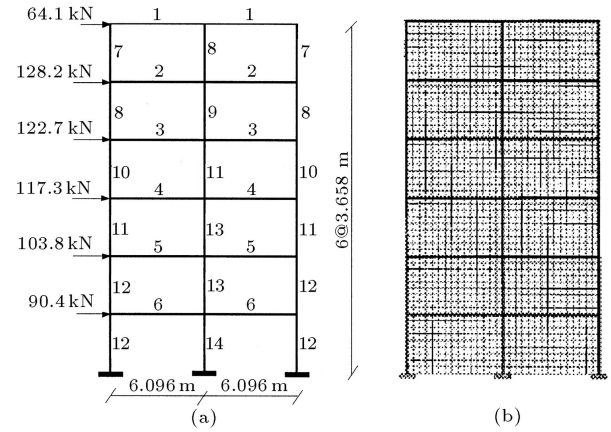 64.1 kN
1 1
7 8 7
128.2 kN
2 2
8 9 8
122.7 kN
3 3
10 11 10
117.3 kN
4 4
11 13 11
103.8 kN
5 5
12 13 12
90.4 kN
6 6
12 14 12
6.096 m 6.096 m
6@3.658 m
(a) (b)